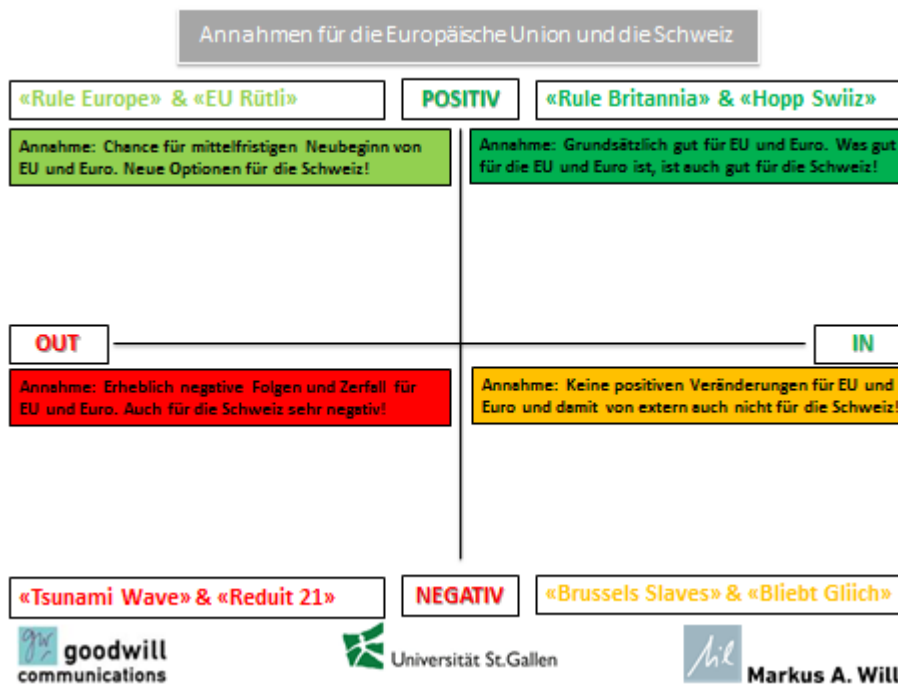 Annahmen für die Europäische Union und die Schweiz
«Rule Europe» & «EU Rütli»
POSITIV
«Rule Britannia» & «Hopp Swiiz»
Annahme: Chance für mittelfristigen Neubeginn von
EU und Euro. Neue Optionen für die Schweiz!
Annahme: Grundsätzlich gut für EU und Euro. Was gut
für die EU und Euro ist, ist auch gut für die Schweiz!
OUT
IN
Annahme: Erheblich negative Folgen und Zerfall für
EU und Euro. Auch für die Schweiz sehr negativ!
Annahme: Keine positiven Veränderungen für EU und
Euro und damit von extern auch nicht für die Schweiz!
«Tsunami Wave» & «Reduit 21»
NEGATIV
«Brussels Slaves» & «Bliebt Gliich»
gw goodwill
communications
Universität St.Gallen
Markus A. Will